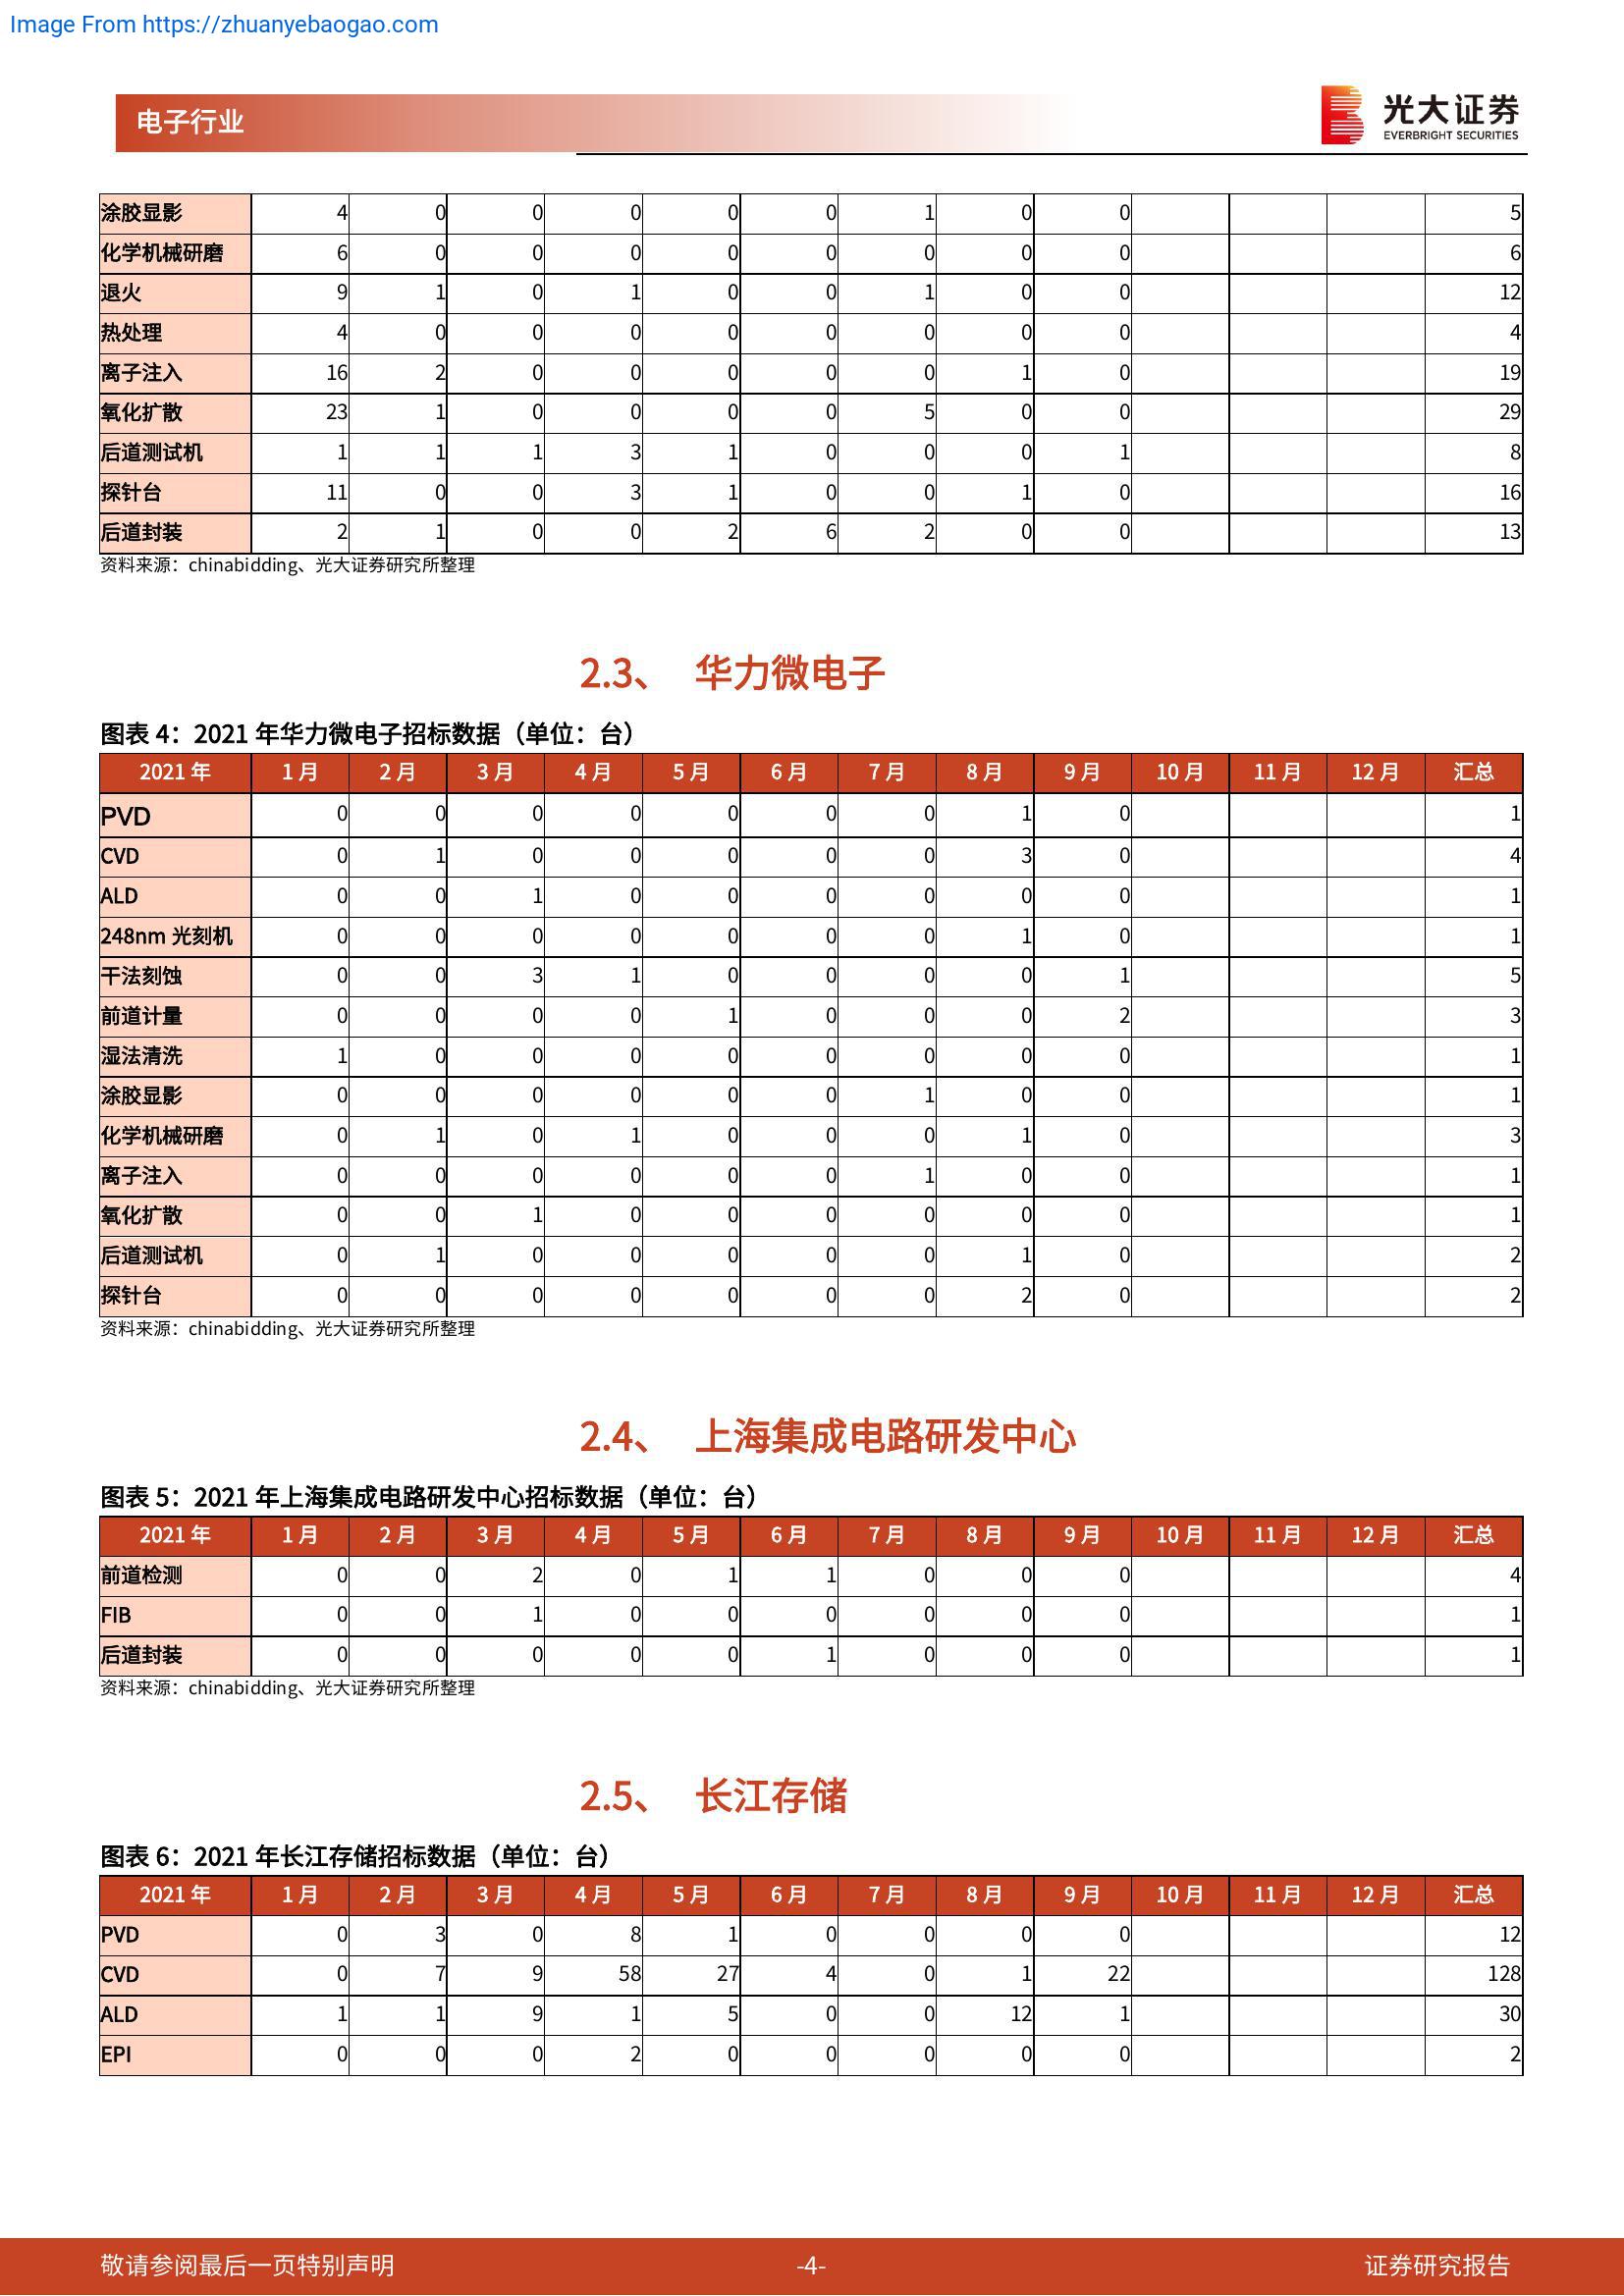 Image From https://zhuanyebaogao.com
电子行业
光大证券
EVERBRIGHT SECURITIES
涂胶显影 4 0 0 0 0 0 1 0 0 5
化学机械研磨 6 0 0 0 0 0 0 0 0 6
退火 9 1 0 1 0 0 1 0 0 12
热处理 4 0 0 0 0 0 0 0 0 4
离子注入 16 2 0 0 0 0 0 1 0 19
氧化扩散 23 1 0 0 0 0 5 0 0 29
后道测试机 1 1 1 3 1 0 0 0 1 8
探针台 11 0 0 3 1 0 0 1 0 16
后道封装 2 1 0 0 2 6 2 0 0 13
资料来源：chinabidding、光大证券研究所整理
2.3、 华力微电子
图表 4：2021 年华力微电子招标数据（单位：台）
2021 年 1 月 2 月 3 月 4 月 5 月 6 月 7 月 8 月 9 月 10 月 11 月 12 月 汇总
PVD 0 0 0 0 0 0 0 1 0 1
CVD 0 1 0 0 0 0 0 3 0 4
ALD 0 0 1 0 0 0 0 0 0 1
248nm 光刻机 0 0 0 0 0 0 0 1 0 1
干法刻蚀 0 0 3 1 0 0 0 0 1 5
前道计量 0 0 0 0 1 0 0 0 2 3
湿法清洗 1 0 0 0 0 0 0 0 0 1
涂胶显影 0 0 0 0 0 0 1 0 0 1
化学机械研磨 0 1 0 1 0 0 0 1 0 3
离子注入 0 0 0 0 0 0 1 0 0 1
氧化扩散 0 0 1 0 0 0 0 0 0 1
后道测试机 0 1 0 0 0 0 0 1 0 2
探针台 0 0 0 0 0 0 0 2 0 2
资料来源：chinabidding、光大证券研究所整理
2.4、 上海集成电路研发中心
图表 5：2021 年上海集成电路研发中心招标数据（单位：台）
2021 年 1 月 2 月 3 月 4 月 5 月 6 月 7 月 8 月 9 月 10 月 11 月 12 月 汇总
前道检测 0 0 2 0 1 1 0 0 0 4
FIB 0 0 1 0 0 0 0 0 0 1
后道封装 0 0 0 0 0 1 0 0 0 1
资料来源：chinabidding、光大证券研究所整理
2.5、 长江存储
图表 6：2021 年长江存储招标数据（单位：台）
2021 年 1 月 2 月 3 月 4 月 5 月 6 月 7 月 8 月 9 月 10 月 11 月 12 月 汇总
PVD 0 3 0 8 1 0 0 0 0 12
CVD 0 7 9 58 27 4 0 1 22 128
ALD 1 1 9 1 5 0 0 12 1 30
EPI 0 0 0 2 0 0 0 0 0 2
敬请参阅最后一页特别声明 -4- 证券研究报告